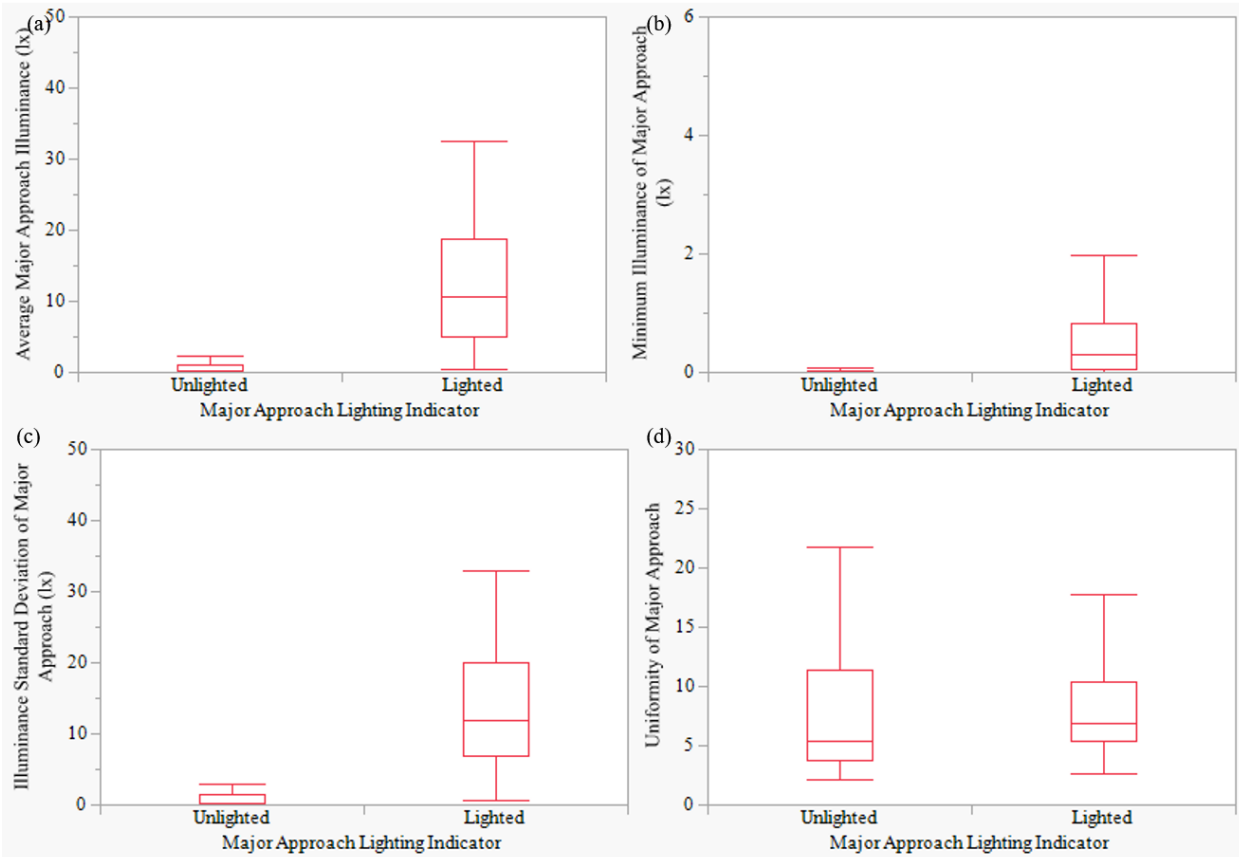 (a)
Average Major Approach Illuminance (lx)
50
40
30
20
10
0
Unlighted
Lighted
Major Approach Lighting Indicator
(b)
Minimum Illuminance of Major Approach
(lx)
6
4
2
0
Unlighted
Lighted
Major Approach Lighting Indicator
(c)
Illuminance Standard Deviation of Major
Approach (lx)
50
40
30
20
10
0
Unlighted
Lighted
Major Approach Lighting Indicator
(d)
Uniformity of Major Approach
30
25
20
15
10
5
0
Unlighted
Lighted
Major Approach Lighting Indicator